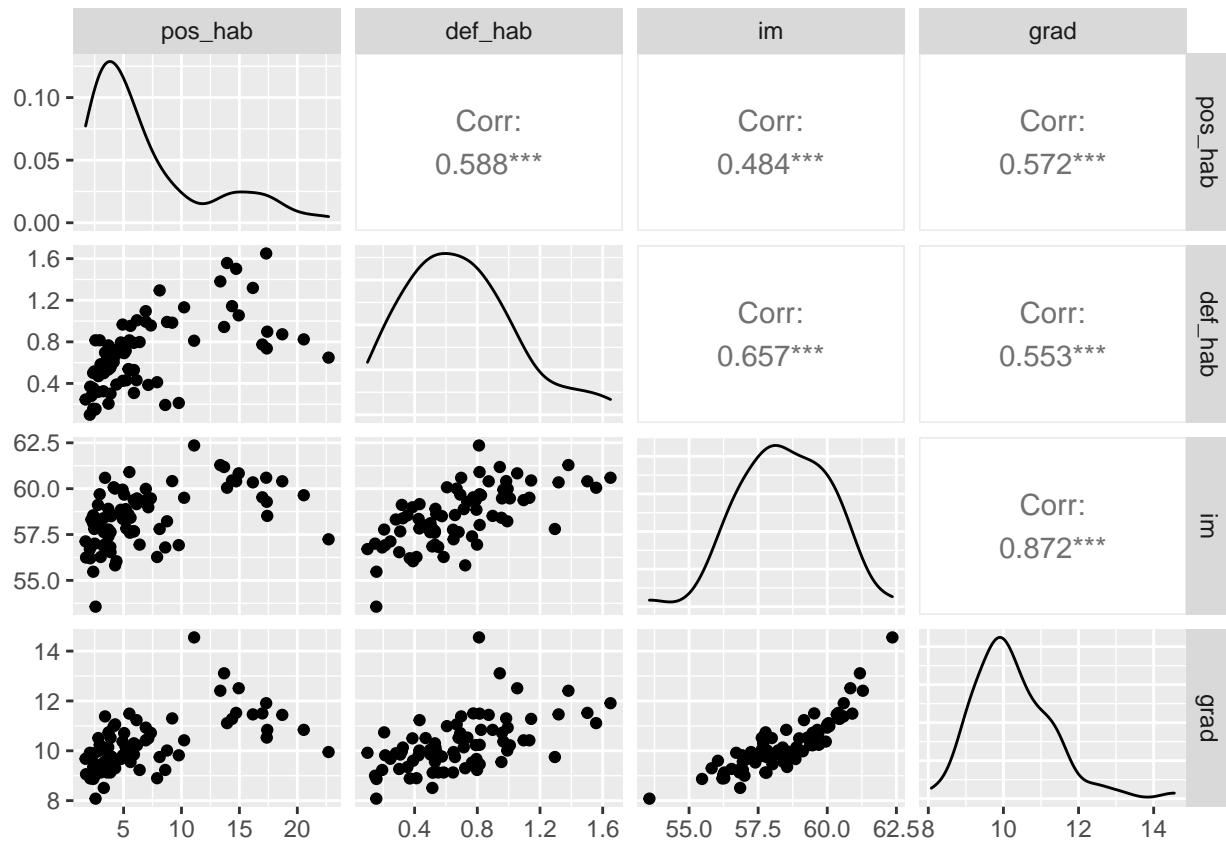 pos_hab def_hab im grad
0.10
0.05
0.00
Corr:
0.588***
Corr:
0.484***
Corr:
0.572***
pos_hab
1.6
1.2
0.8
0.4
Corr:
0.657***
Corr:
0.553***
def_hab
62.5
60.0
57.5
55.0
Corr:
0.872***
im
14
12
10
8
grad
5 10 15 20 0.4 0.8 1.2 1.6 55.0 57.5 60.0 62.5 8 10 12 14